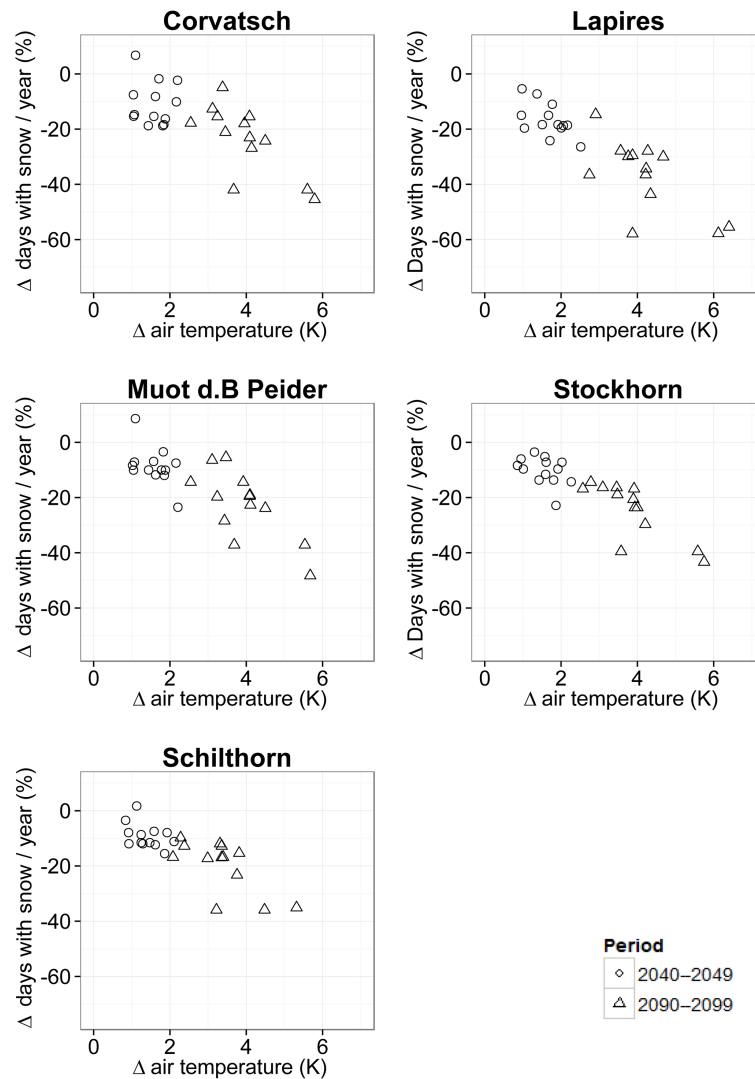 Corvatsch
Δ days with snow / year (%)
0
-20
-40
-60
0 2 4 6
Δ air temperature (K)
Lapires
Δ Days with snow / year (%)
0
-20
-40
-60
0 2 4 6
Δ air temperature (K)
Muot d.B Peider
Δ days with snow / year (%)
0
-20
-40
-60
0 2 4 6
Δ air temperature (K)
Stockhorn
Δ Days with snow / year (%)
0
-20
-40
-60
0 2 4 6
Δ air temperature (K)
Schilthorn
Δ days with snow / year (%)
0
-20
-40
-60
0 2 4 6
Δ air temperature (K)
Period
2040–2049
2090–2099